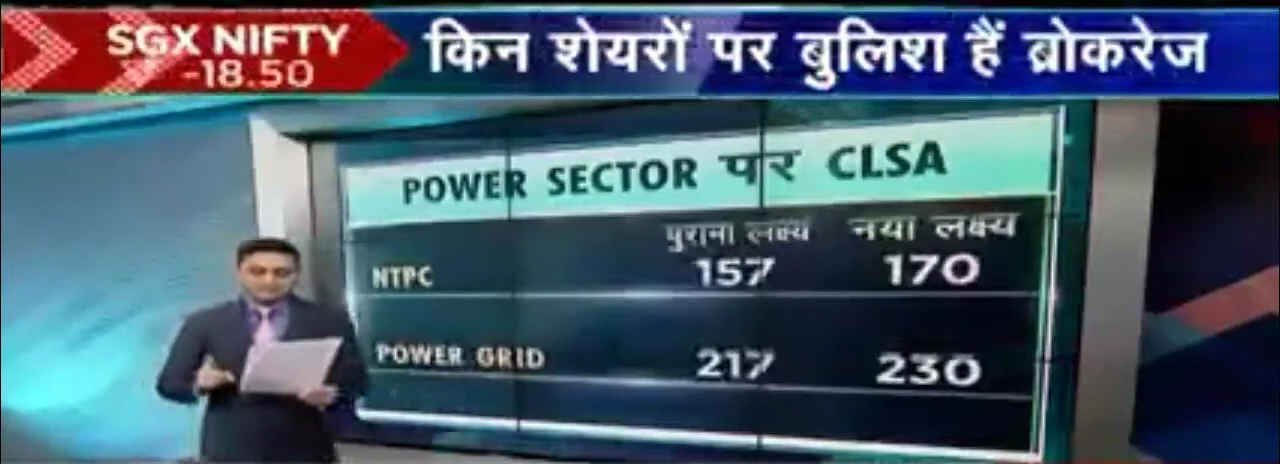 SGX NIFTY
-18.50
किन शेयरों पर बुलिश हैं ब्रोकरेज
POWER SECTOR पर CLSA
पुराना लक्ष्य नया लक्ष्य
NTPC 157 170
POWER GRID 217 230